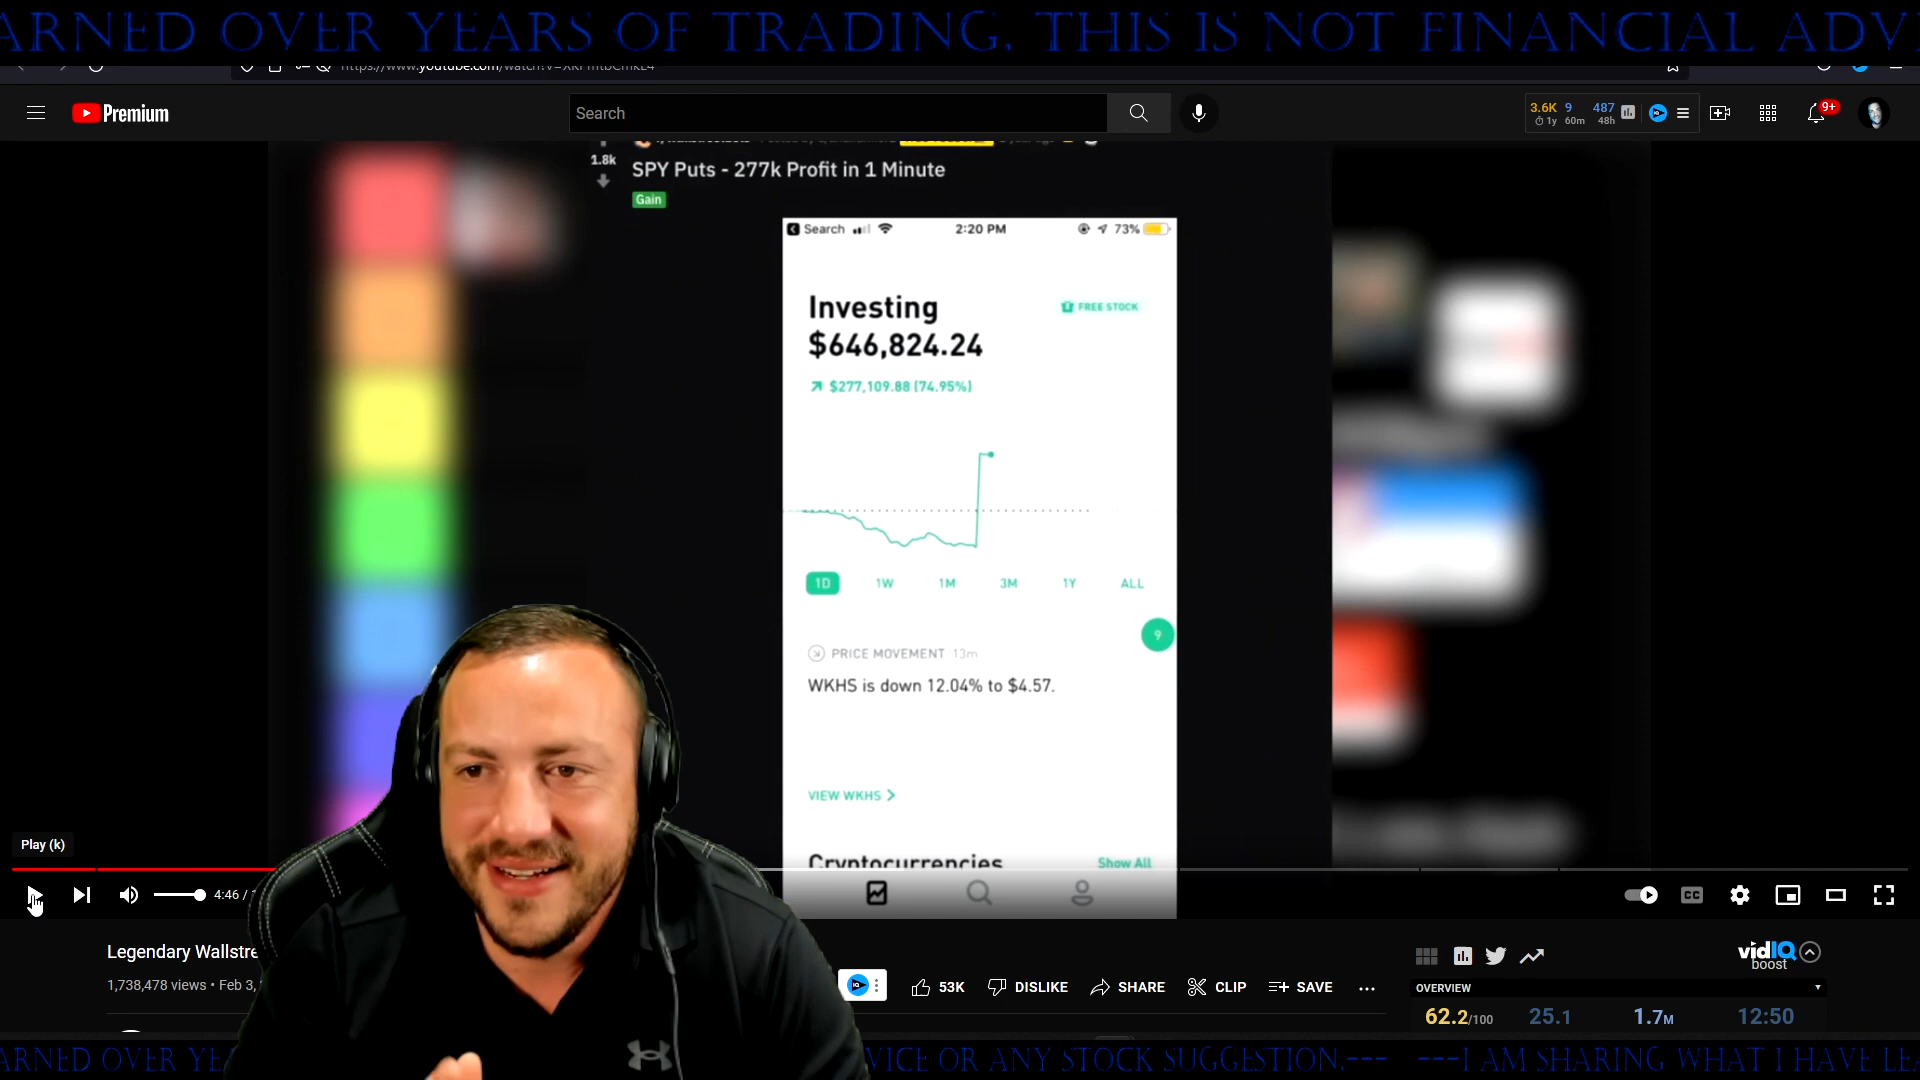 ARNED OVER YEARS OF TRADING. THIS IS NOT FINANCIAL ADV
Premium
Search
3.6K 9 487
1y 60m 48h
9+
1.8k
SPY Puts - 277k Profit in 1 Minute
Gain
Search 2:20 PM 73%
Investing
FREE STOCK
$646,824.24
$277,109.88 (74.95%)
1D 1W 1M 3M 1Y ALL
9
PRICE MOVEMENT 13m
WKHS is down 12.04% to $4.57.
VIEW WKHS
Play (k)
Cryptocurrencies Show All
4:46 /
CC
Legendary Wallstre
vidIQ
boost
1,738,478 views • Feb 3,
IQ
53K DISLIKE SHARE CLIP SAVE
OVERVIEW
62.2/100 25.1 1.7M 12:50
ARNED OVER YE VICE OR ANY STOCK SUGGESTION.--- ---I AM SHARING WHAT I HAVE LEA